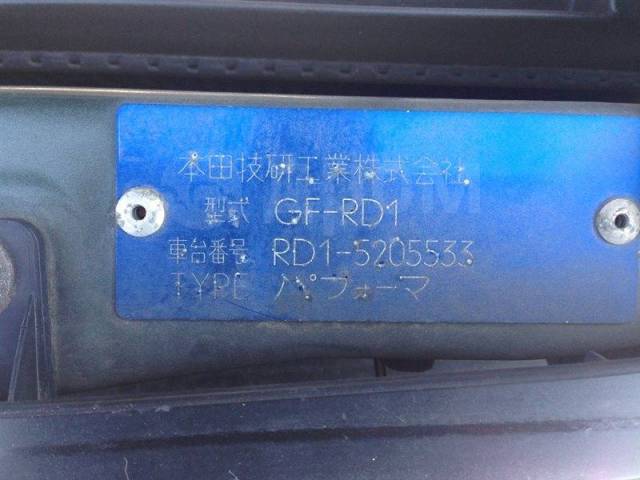 本田技研工業株式会社
型式 GF-RD1
車台番号 RD1-5205533
TYPE パフォーマ